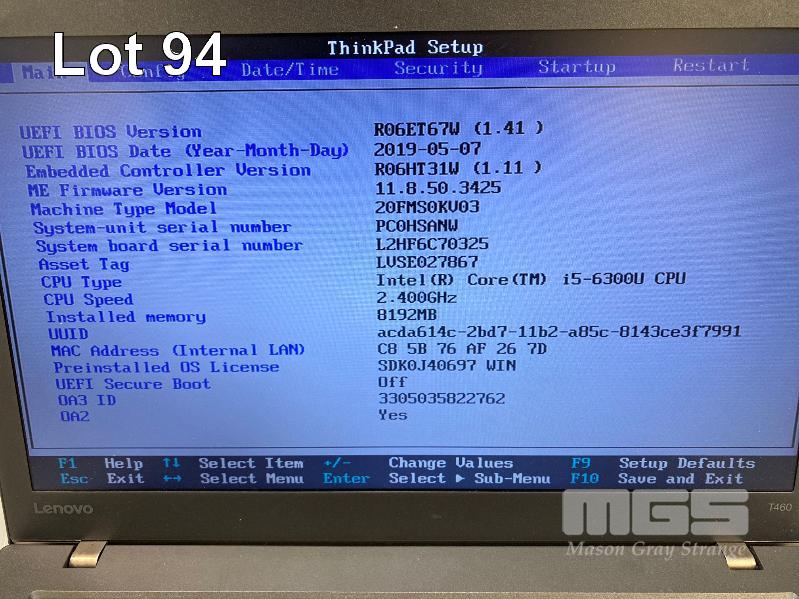 Lot 94
ThinkPad Setup
Main Config Date/Time Security Startup Restart
UEFI BIOS Version R06ET67W (1.41 )
UEFI BIOS Date (Year-Month-Day) 2019-05-07
Embedded Controller Version R06HT31W (1.11 )
ME Firmware Version 11.8.50.3425
Machine Type Model 20FMS0KV03
System-unit serial number PC0HSANW
System board serial number L2HF6C70325
Asset Tag LVSE027867
CPU Type Intel(R) Core(TM) i5-6300U CPU
CPU Speed 2.400GHz
Installed memory 8192MB
UUID acda614c-2bd7-11b2-a85c-8143ce3f7991
MAC Address (Internal LAN) C8 5B 76 AF 26 7D
Preinstalled OS License SDK0J40697 WIN
UEFI Secure Boot Off
OA3 ID 3305035822762
OA2 Yes
F1 Help ↑↓ Select Item +/- Change Values F9 Setup Defaults
Esc Exit ←→ Select Menu Enter Select ▶ Sub-Menu F10 Save and Exit
Lenovo T460
MGS
Mason Gray Strange